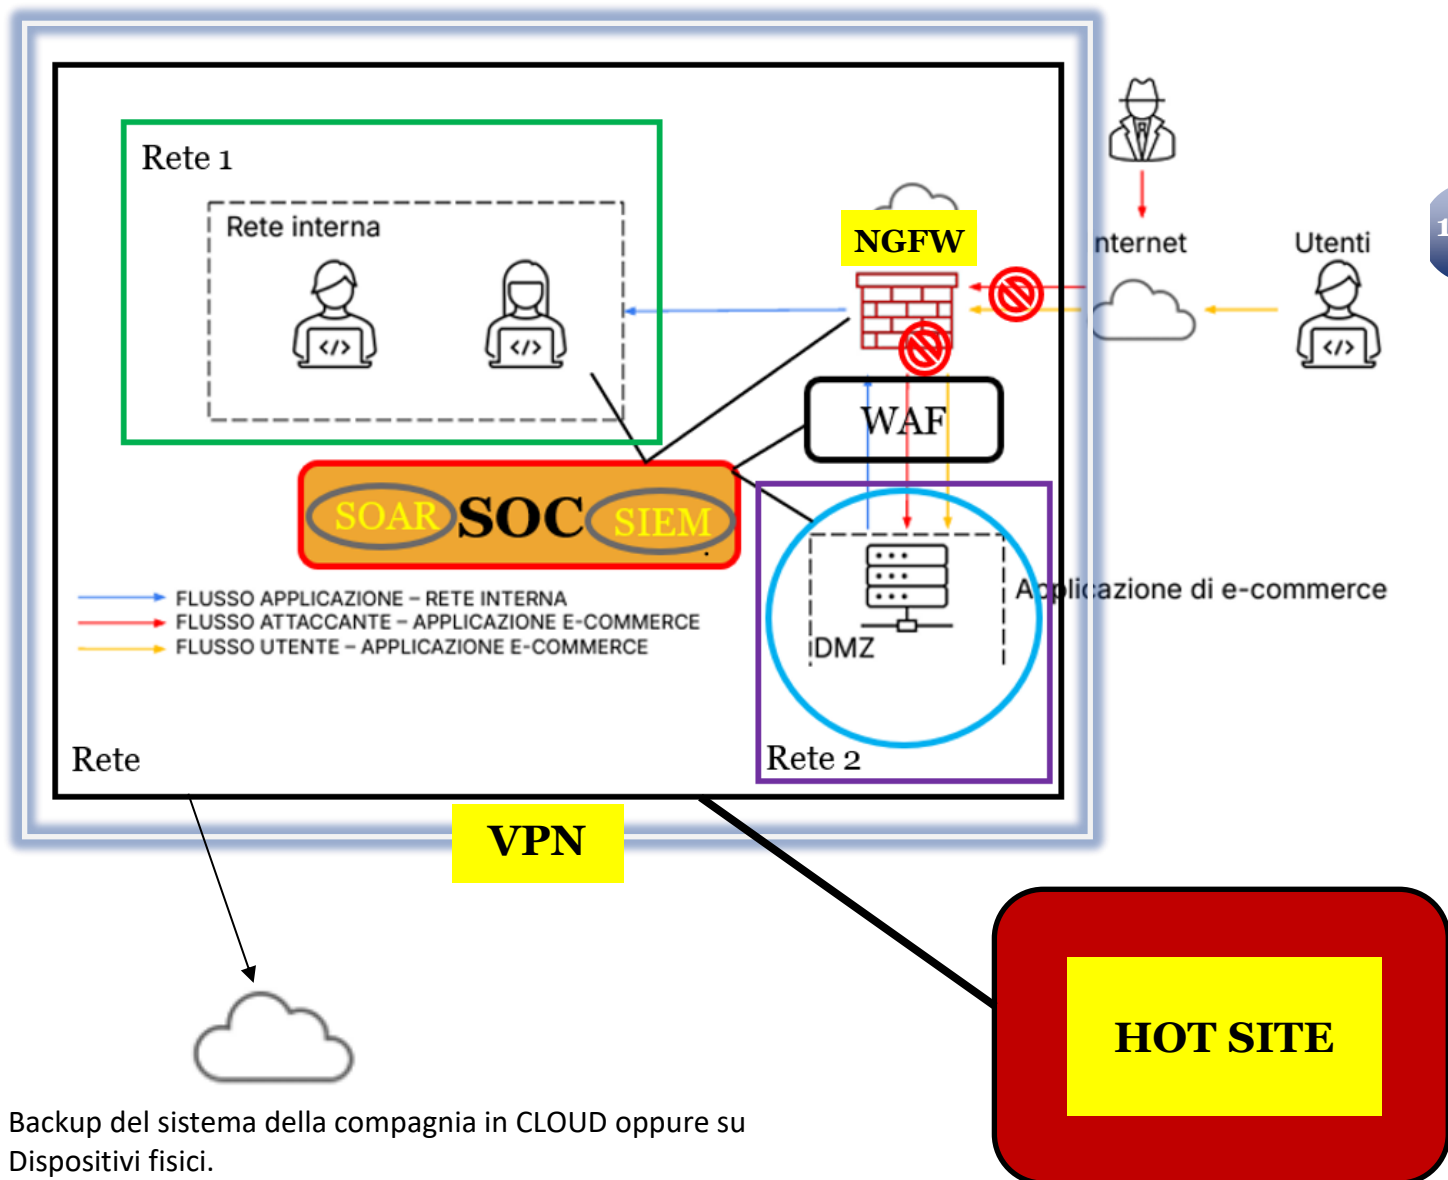 Rete 1
Rete interna
NGFW
nternet
Utenti
1
WAF
SOAR
SOC
SIEM
FLUSSO APPLICAZIONE – RETE INTERNA
FLUSSO ATTACCANTE – APPLICAZIONE E-COMMERCE
FLUSSO UTENTE – APPLICAZIONE E-COMMERCE
Applicazione di e-commerce
DMZ
Rete
Rete 2
VPN
HOT SITE
Backup del sistema della compagnia in CLOUD oppure su
Dispositivi fisici.